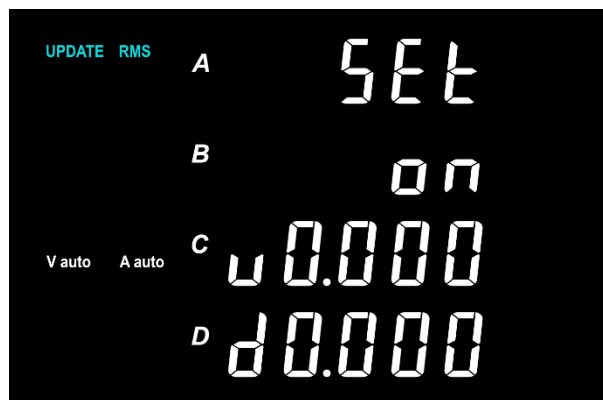 UPDATE RMS A SEt
B on
V auto A auto C u0.000
D d0.000